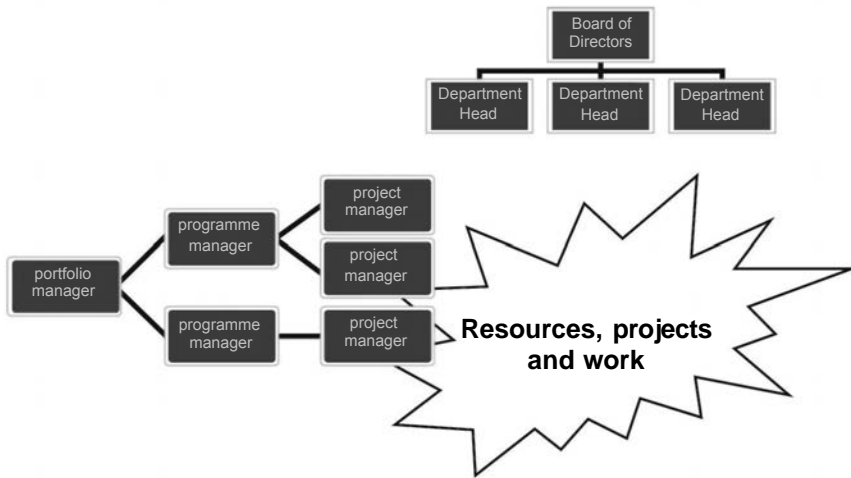 Board of
Directors
Department
Head
Department
Head
Department
Head
project
manager
programme
manager
project
manager
portfolio
manager
programme
manager
project
manager
Resources, projects
and work